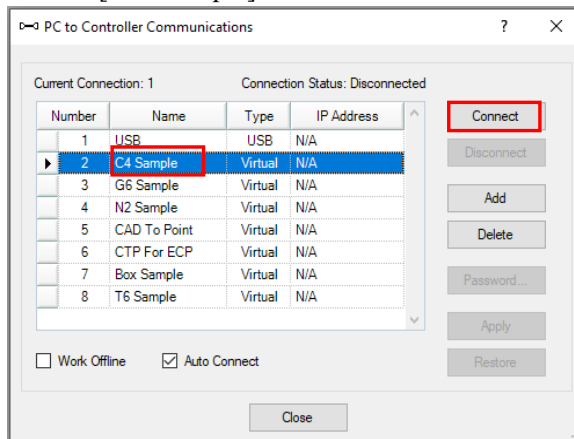 PC to Controller Communications ? ×
Current Connection: 1 Connection Status: Disconnected
Number Name Type IP Address
1 USB USB N/A
2 C4 Sample Virtual N/A
3 G6 Sample Virtual N/A
4 N2 Sample Virtual N/A
5 CAD To Point Virtual N/A
6 CTP For ECP Virtual N/A
7 Box Sample Virtual N/A
8 T6 Sample Virtual N/A
Connect
Disconnect
Add
Delete
Password...
Apply
Restore
Work Offline Auto Connect
Close